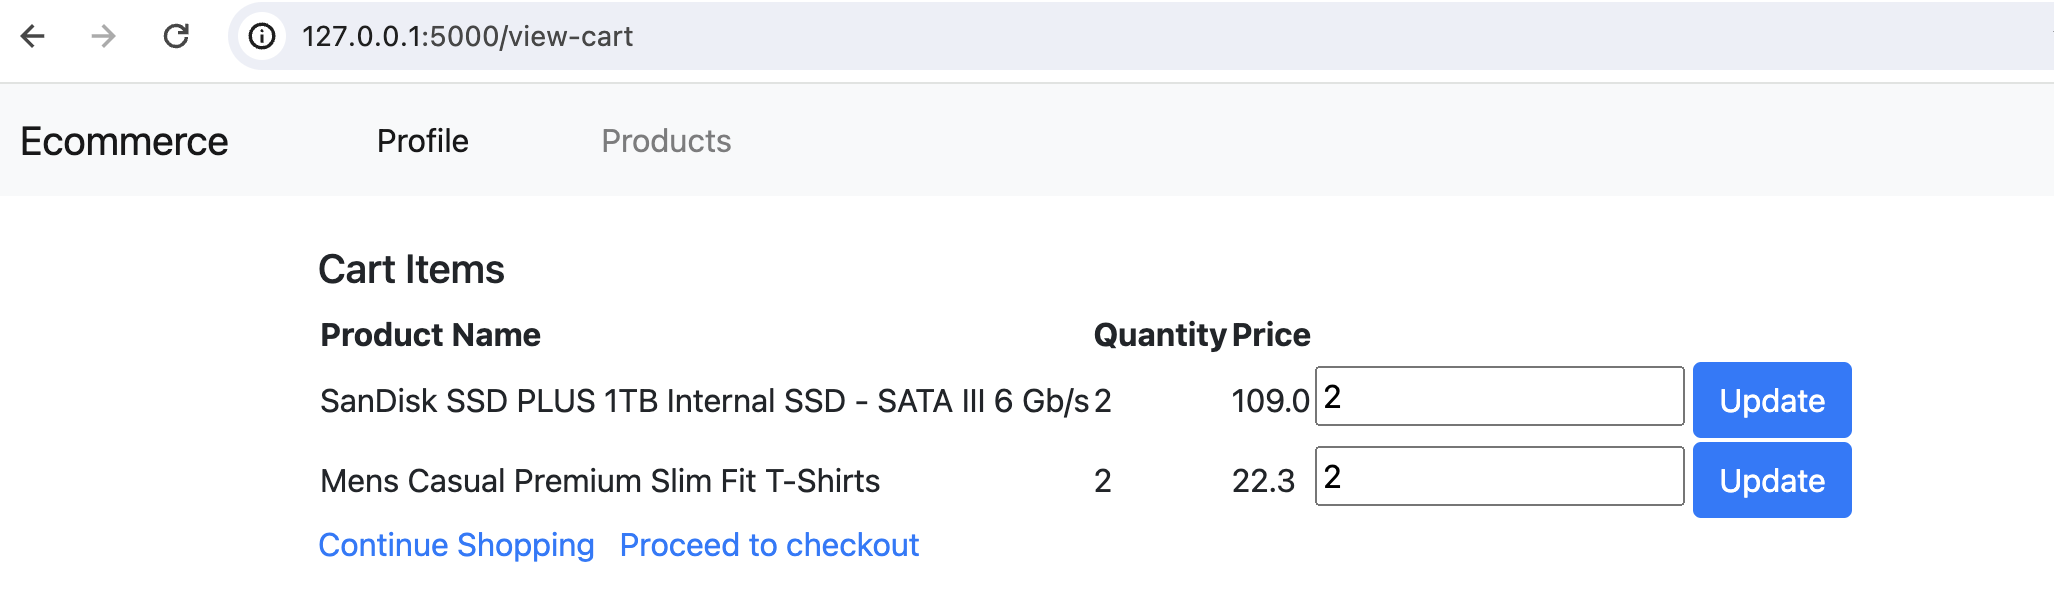 127.0.0.1:5000/view-cart
Ecommerce Profile Products
Cart Items
Product Name Quantity Price
SanDisk SSD PLUS 1TB Internal SSD - SATA III 6 Gb/s 2 109.0 2 Update
Mens Casual Premium Slim Fit T-Shirts 2 22.3 2 Update
Continue Shopping Proceed to checkout